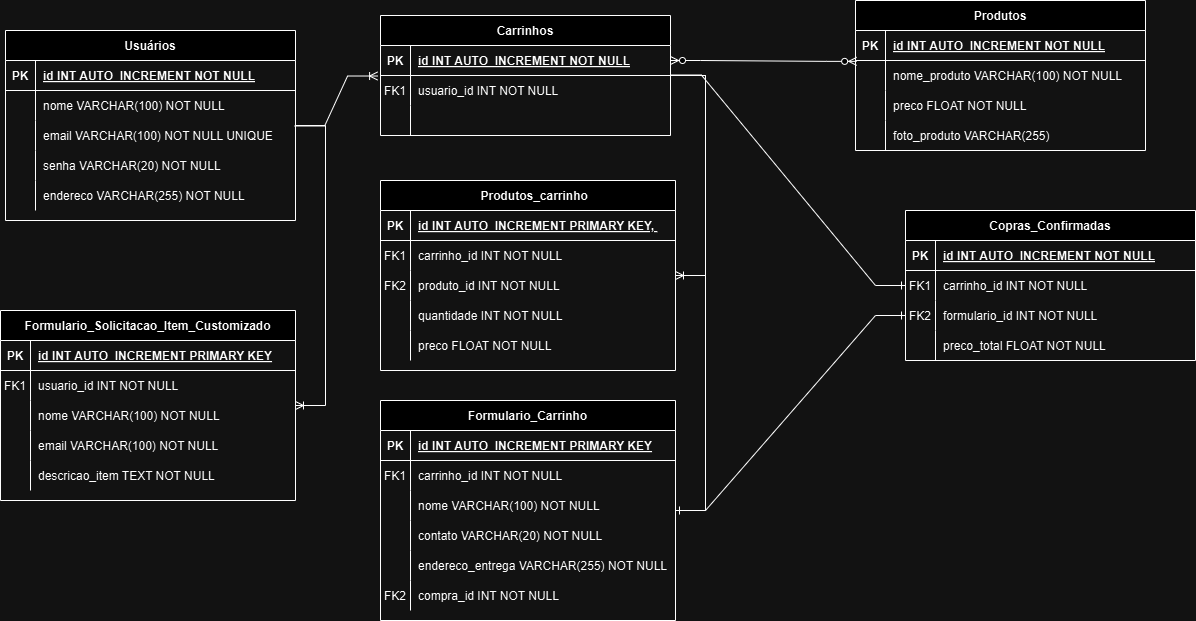 Usuários
PK id INT AUTO_INCREMENT NOT NULL
nome VARCHAR(100) NOT NULL
email VARCHAR(100) NOT NULL UNIQUE
senha VARCHAR(20) NOT NULL
endereco VARCHAR(255) NOT NULL
Carrinhos
PK id INT AUTO_INCREMENT NOT NULL
FK1 usuario_id INT NOT NULL
Produtos
PK id INT AUTO_INCREMENT NOT NULL
nome_produto VARCHAR(100) NOT NULL
preco FLOAT NOT NULL
foto_produto VARCHAR(255)
Produtos_carrinho
PK id INT AUTO_INCREMENT PRIMARY KEY,
FK1 carrinho_id INT NOT NULL
FK2 produto_id INT NOT NULL
quantidade INT NOT NULL
preco FLOAT NOT NULL
Copras_Confirmadas
PK id INT AUTO_INCREMENT NOT NULL
FK1 carrinho_id INT NOT NULL
FK2 formulario_id INT NOT NULL
preco_total FLOAT NOT NULL
Formulario_Solicitacao_Item_Customizado
PK id INT AUTO_INCREMENT PRIMARY KEY
FK1 usuario_id INT NOT NULL
nome VARCHAR(100) NOT NULL
email VARCHAR(100) NOT NULL
descricao_item TEXT NOT NULL
Formulario_Carrinho
PK id INT AUTO_INCREMENT PRIMARY KEY
FK1 carrinho_id INT NOT NULL
nome VARCHAR(100) NOT NULL
contato VARCHAR(20) NOT NULL
endereco_entrega VARCHAR(255) NOT NULL
FK2 compra_id INT NOT NULL